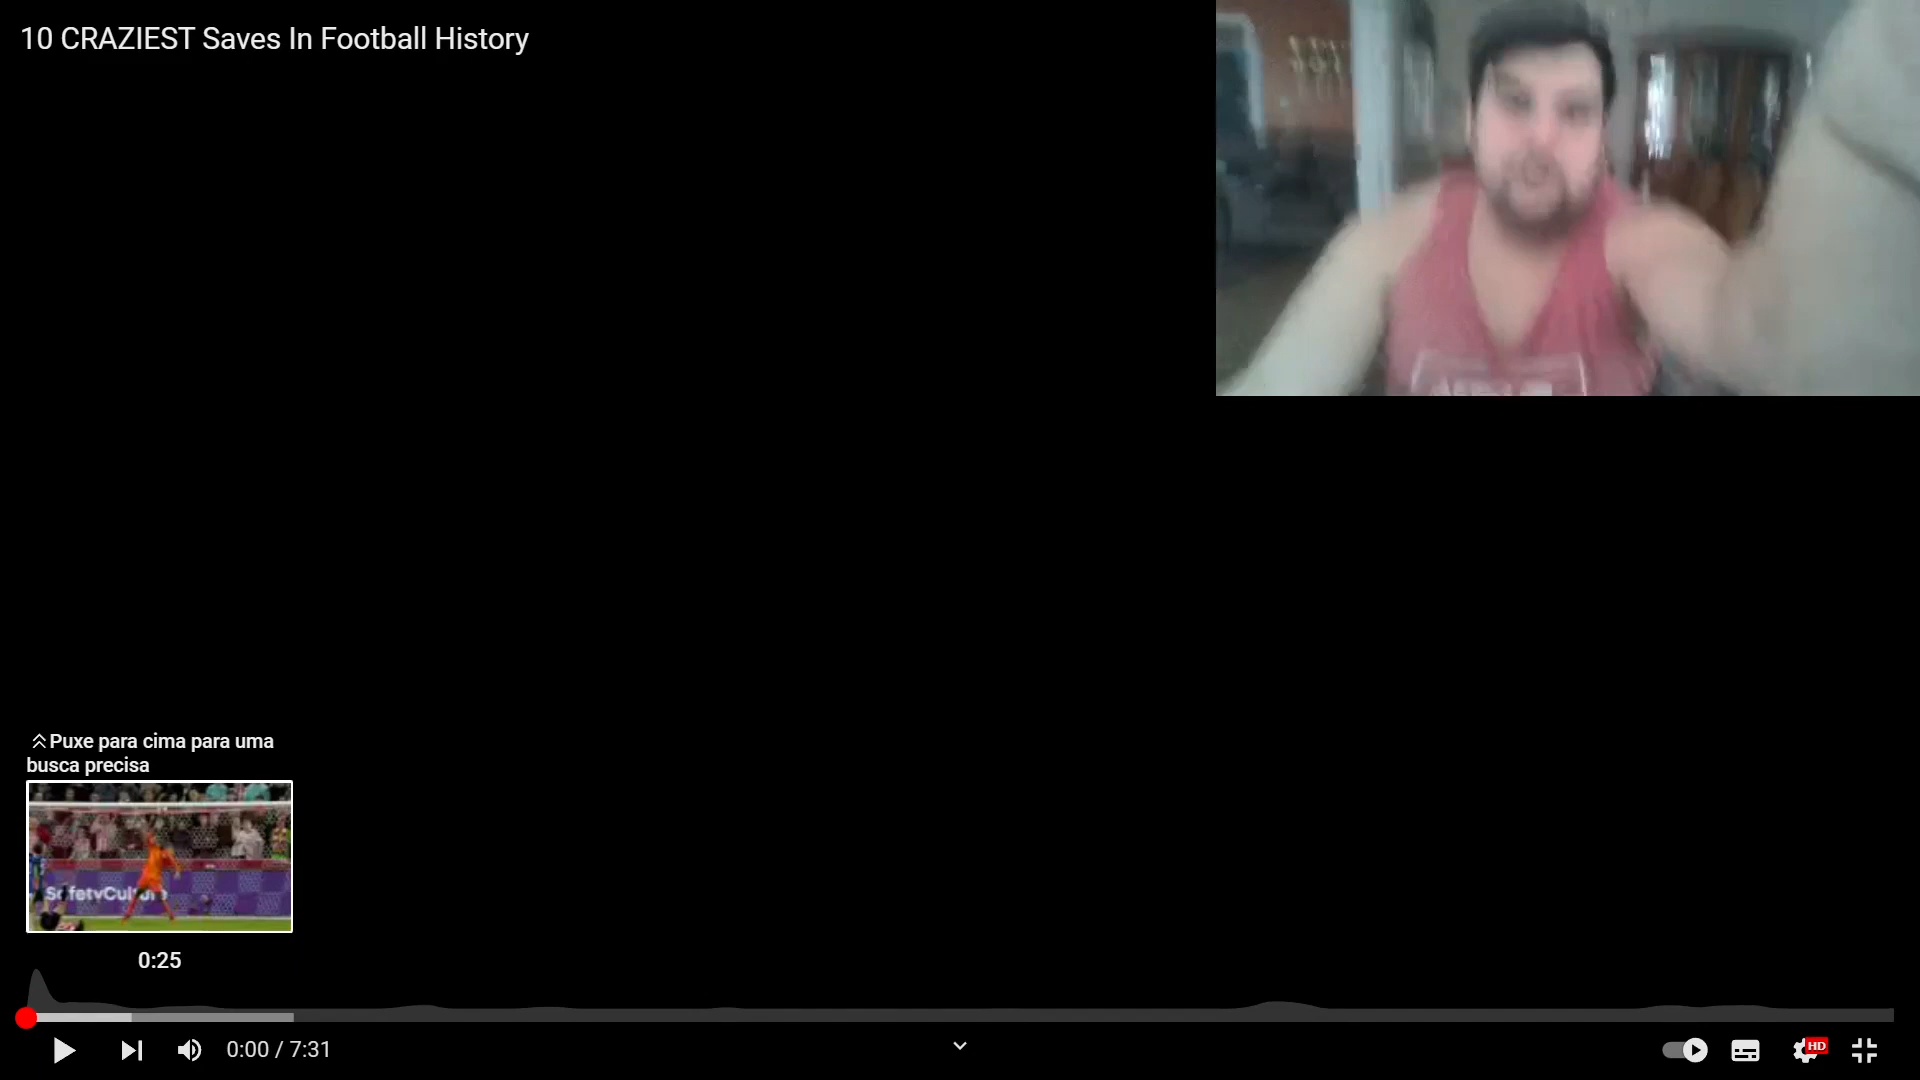 10 CRAZIEST Saves In Football History
Puxe para cima para uma
busca precisa
SafetyCulture
0:25
0:00 / 7:31
HD